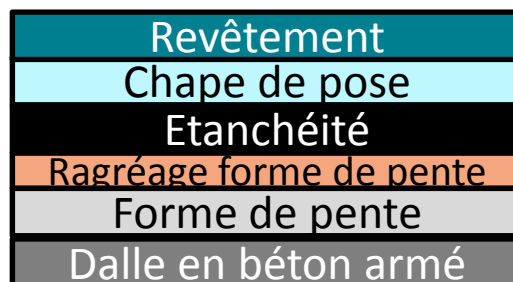 Revêtement
Chape de pose
Etanchéité
Ragréage forme de pente
Forme de pente
Dalle en béton armé